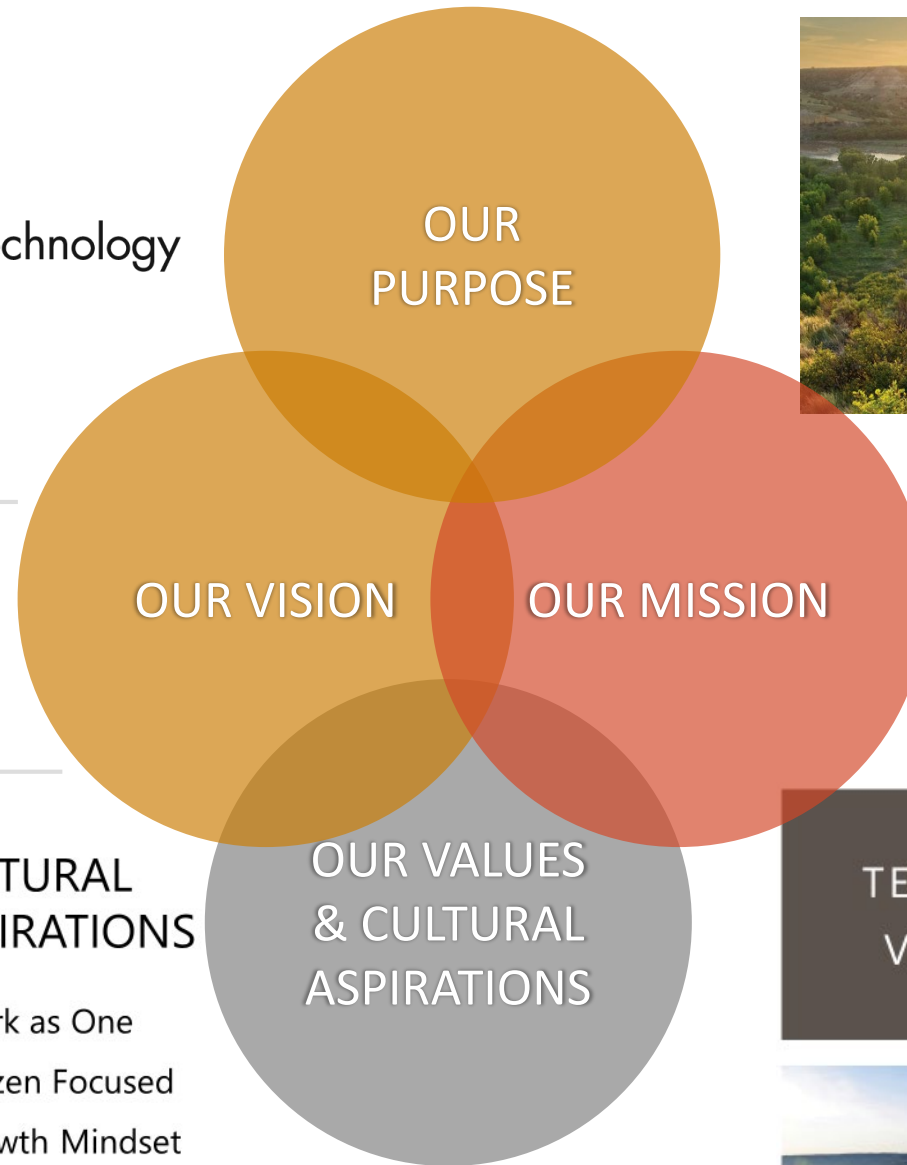 OUR
PURPOSE
chnology
OUR VISION
OUR MISSION
OUR VALUES
& CULTURAL
ASPIRATIONS
TURAL
IRATIONS
rk as One
zen Focused
wth Mindset
TE
V